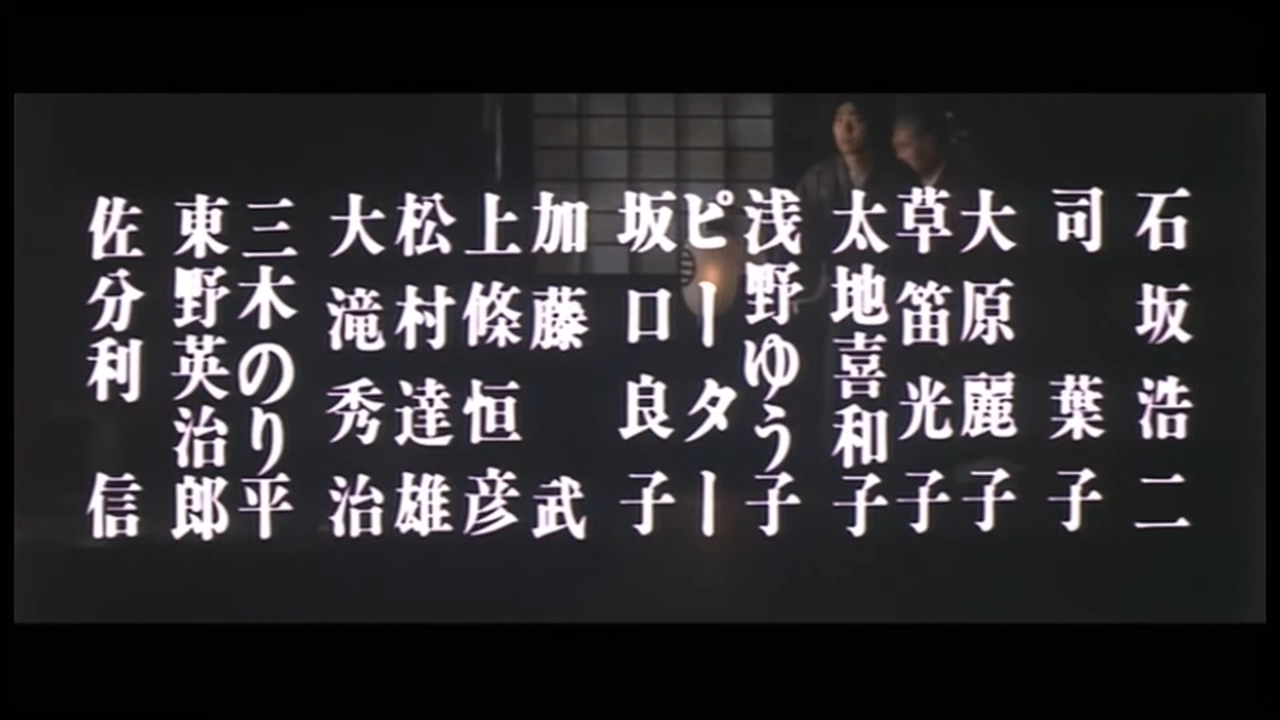 石坂浩二
司葉子
大原麗子
草笛光子
太地喜和子
浅野ゆう子
ピーター
坂口良子
加藤武
上條恒彦
松村達雄
大滝秀治
三木のり平
東野英治郎
佐分利信